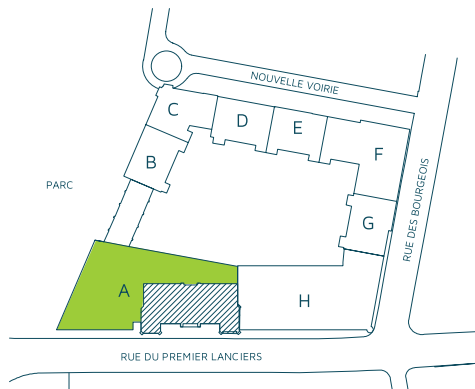 NOUVELLE VOIRIE
C
D
E
F
B
PARC
RUE DES BOURGEOIS
G
A
H
RUE DU PREMIER LANCIERS